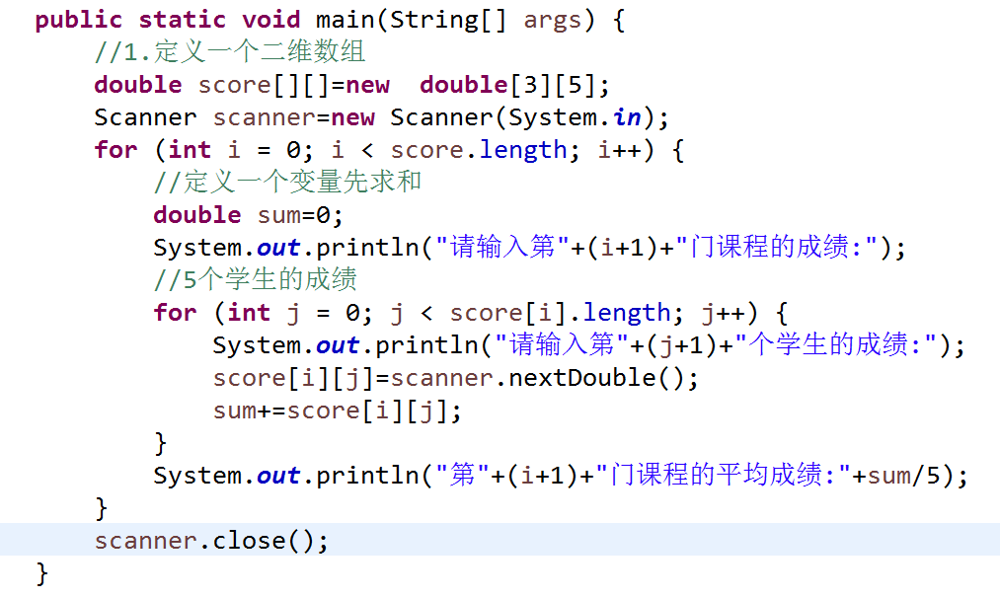 public static void main(String[] args) {
//1.定义一个二维数组
double score[][]=new  double[3][5];
Scanner scanner=new Scanner(System.in);
for (int i = 0; i < score.length; i++) {
//定义一个变量先求和
double sum=0;
System.out.println("请输入第"+(i+1)+"门课程的成绩:");
//5个学生的成绩
for (int j = 0; j < score[i].length; j++) {
System.out.println("请输入第"+(j+1)+"个学生的成绩:");
score[i][j]=scanner.nextDouble();
sum+=score[i][j];
}
System.out.println("第"+(i+1)+"门课程的平均成绩:"+sum/5);
}
scanner.close();
}